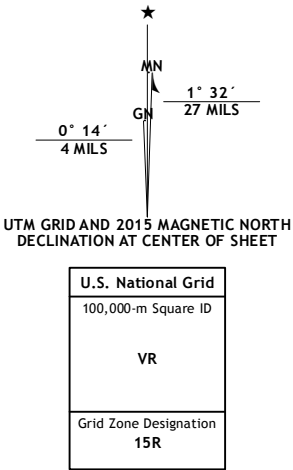 ★
MN
1° 32´
27 MILS
GN
0° 14´
4 MILS
UTM GRID AND 2015 MAGNETIC NORTH
DECLINATION AT CENTER OF SHEET
U.S. National Grid
100,000-m Square ID
VR
Grid Zone Designation
15R